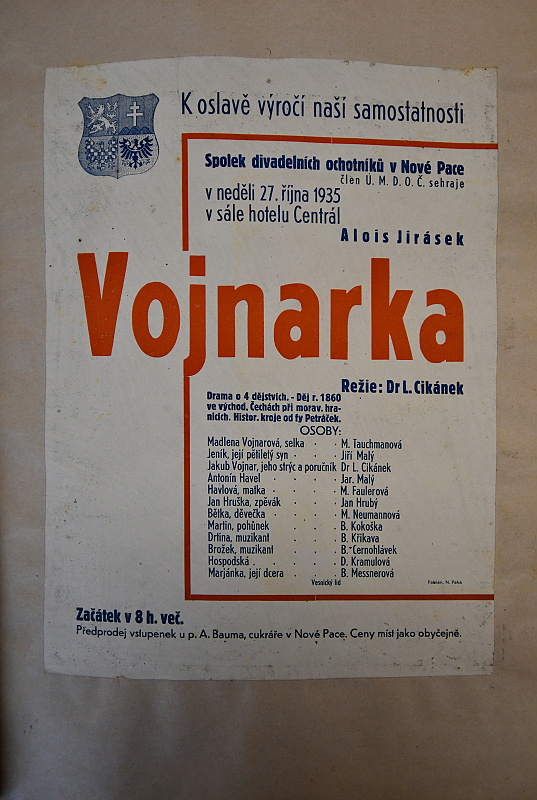 K oslavě výročí naší samostatnosti
Spolek divadelních ochotníků v Nové Pace
člen Ú. M. D. O. Č. sehraje
v neděli 27. října 1935
v sále hotelu Centrál
Alois Jirásek
Vojnarka
Režie: Dr L. Cikánek
Drama o 4 dějstvích. - Děj r. 1860
ve východ. Čechách při morav. hra-
nicích. Histor. kroje od fy Petráček.
OSOBY:
Madlena Vojnarová, selka . . M. Tauchmanová
Jeník, její pětiletý syn . . . Jiří Malý
Jakub Vojnar, jeho strýc a poručník Dr L. Cikánek
Antonín Havel . . . . Jar. Malý
Havlová, matka . . . . M. Faulerová
Jan Hruška, zpěvák . . . Jan Hrubý
Bětka, děvečka . . . . M. Neumannová
Martin, pohůnek . . . B. Kokoška
Drtina, muzikant . . . B. Křikava
Brožek, muzikant . . . B. Černohlávek
Hospodská . . . . . D. Kramulová
Marjánka, její dcera . . . B. Messnerová
Vesnický lid
Fabián, N. Paka
Začátek v 8 h. več.
Předprodej vstupenek u p. A. Bauma, cukráře v Nové Pace. Ceny míst jako obyčejně.